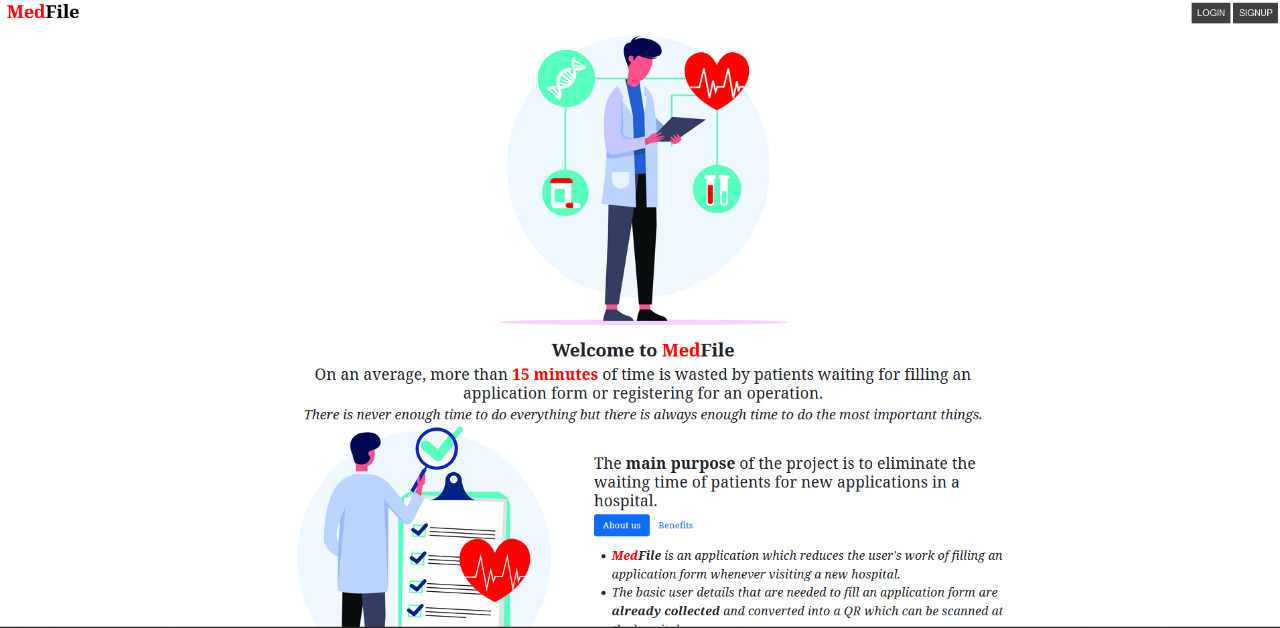 MedFile
LOGIN SIGNUP
Welcome to MedFile
On an average, more than 15 minutes of time is wasted by patients waiting for filling an
application form or registering for an operation.
There is never enough time to do everything but there is always enough time to do the most important things.
The main purpose of the project is to eliminate the
waiting time of patients for new applications in a
hospital.
About us Benefits
• MedFile is an application which reduces the user's work of filling an
application form whenever visiting a new hospital.
• The basic user details that are needed to fill an application form are
already collected and converted into a QR which can be scanned at